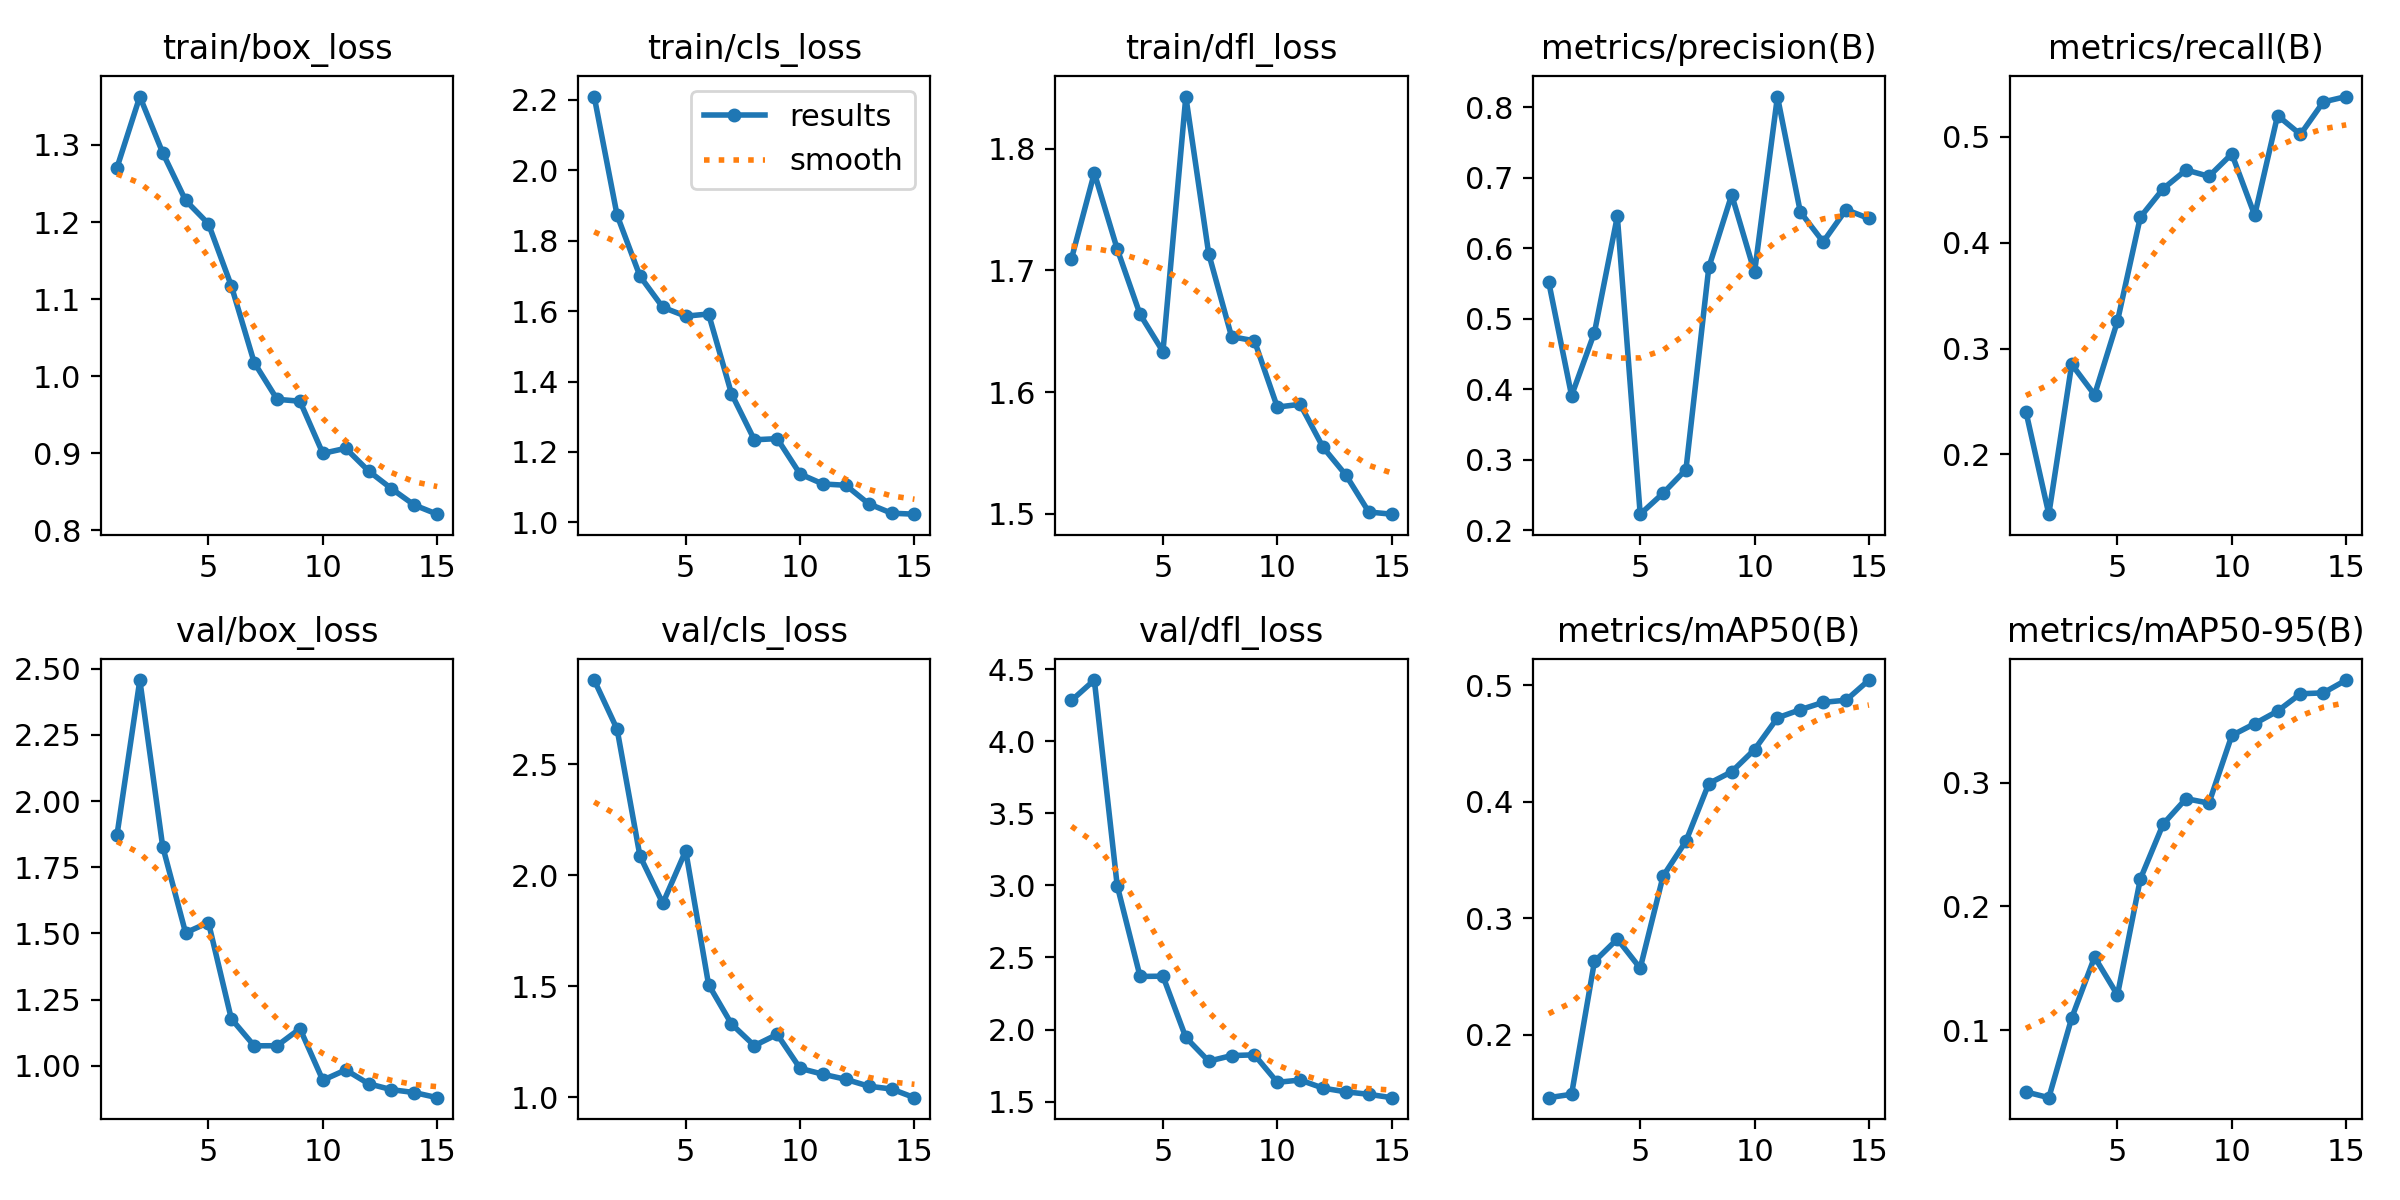 train/box_loss
1.3
1.2
1.1
1.0
0.9
0.8
5 10 15
train/cls_loss
2.2
2.0
1.8
1.6
1.4
1.2
1.0
results
smooth
5 10 15
train/dfl_loss
1.8
1.7
1.6
1.5
5 10 15
metrics/precision(B)
0.8
0.7
0.6
0.5
0.4
0.3
0.2
5 10 15
metrics/recall(B)
0.5
0.4
0.3
0.2
5 10 15
val/box_loss
2.50
2.25
2.00
1.75
1.50
1.25
1.00
5 10 15
val/cls_loss
2.5
2.0
1.5
1.0
5 10 15
val/dfl_loss
4.5
4.0
3.5
3.0
2.5
2.0
1.5
5 10 15
metrics/mAP50(B)
0.5
0.4
0.3
0.2
5 10 15
metrics/mAP50-95(B)
0.3
0.2
0.1
5 10 15